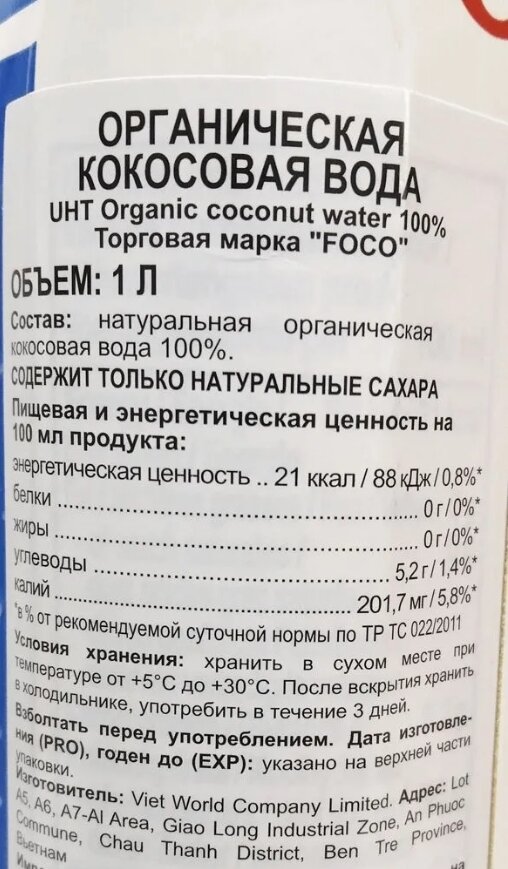 ОРГАНИЧЕСКАЯ
КОКОСОВАЯ ВОДА
UHT Organic coconut water 100%
Торговая марка "FOCO"
ОБЪЕМ: 1 Л
Состав: натуральная органическая
кокосовая вода 100%.
СОДЕРЖИТ ТОЛЬКО НАТУРАЛЬНЫЕ САХАРА
Пищевая и энергетическая ценность на
100 мл продукта:
энергетическая ценность .. 21 ккал / 88 кДж / 0,8%*
белки ........ 0 г / 0%*
жиры ........ 0 г / 0%*
углеводы ........ 5,2 г / 1,4%*
калий ........ 201,7 мг / 5,8%*
*в % от рекомендуемой суточной нормы по ТР ТС 022/2011
Условия хранения: хранить в сухом месте при
температуре от +5°С до +30°С. После вскрытия хранить
в холодильнике, употребить в течение 3 дней.
Взболтать перед употреблением. Дата изготовле-
ния (PRO), годен до (EXP): указано на верхней части
упаковки.
Изготовитель: Viet World Company Limited. Адрес: Lot
A5, A6, A7-AI Area, Giao Long Industrial Zone, An Phuoc
Commune, Chau Thanh District, Ben Tre Province,
Вьетнам